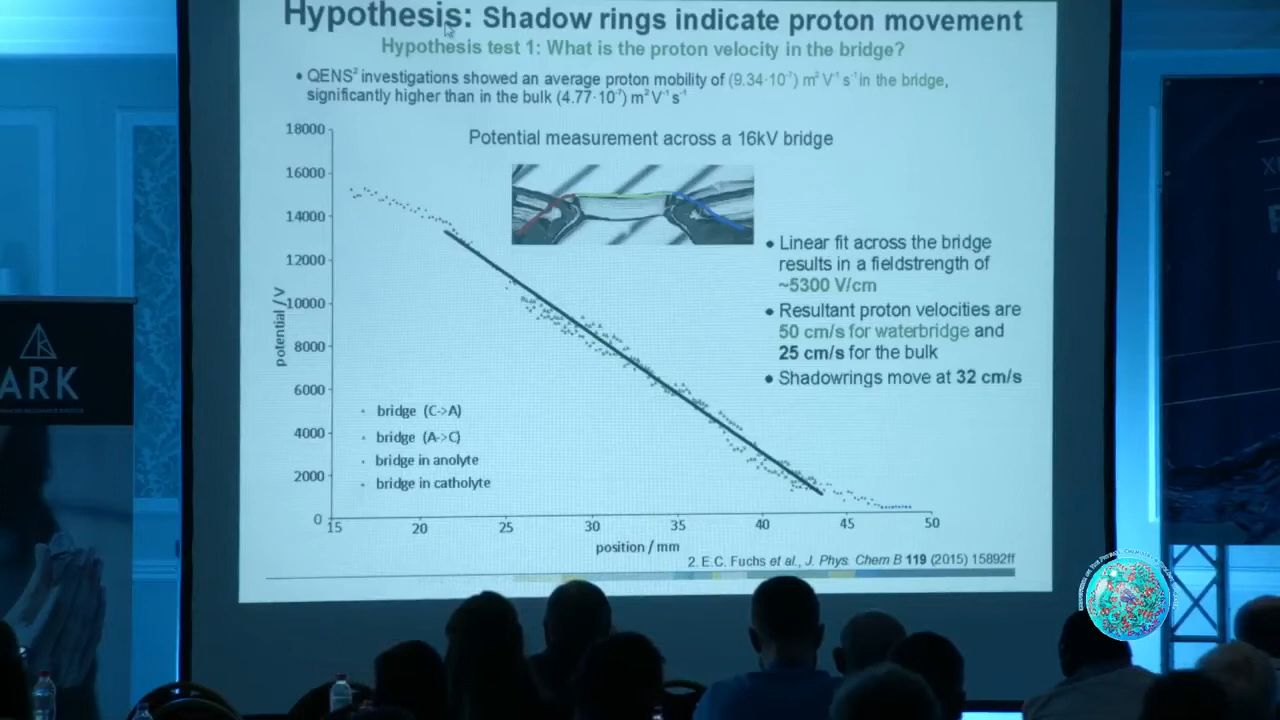 Hypothesis: Shadow rings indicate proton movement
Hypothesis test 1: What is the proton velocity in the bridge?
• QENS² investigations showed an average proton mobility of (9.34·10⁻⁷) m² V⁻¹ s⁻¹ in the bridge,
significantly higher than in the bulk (4.77·10⁻⁷) m² V⁻¹ s⁻¹
Potential measurement across a 16kV bridge
18000
16000
14000
12000
10000
8000
6000
4000
2000
0
potential / V
15 20 25 30 35 40 45 50
position / mm
bridge (C->A)
bridge (A->C)
bridge in anolyte
bridge in catholyte
• Linear fit across the bridge
results in a fieldstrength of
~5300 V/cm
• Resultant proton velocities are
50 cm/s for waterbridge and
25 cm/s for the bulk
• Shadowrings move at 32 cm/s
2. E.C. Fuchs et al., J. Phys. Chem B 119 (2015) 15892ff
ARK